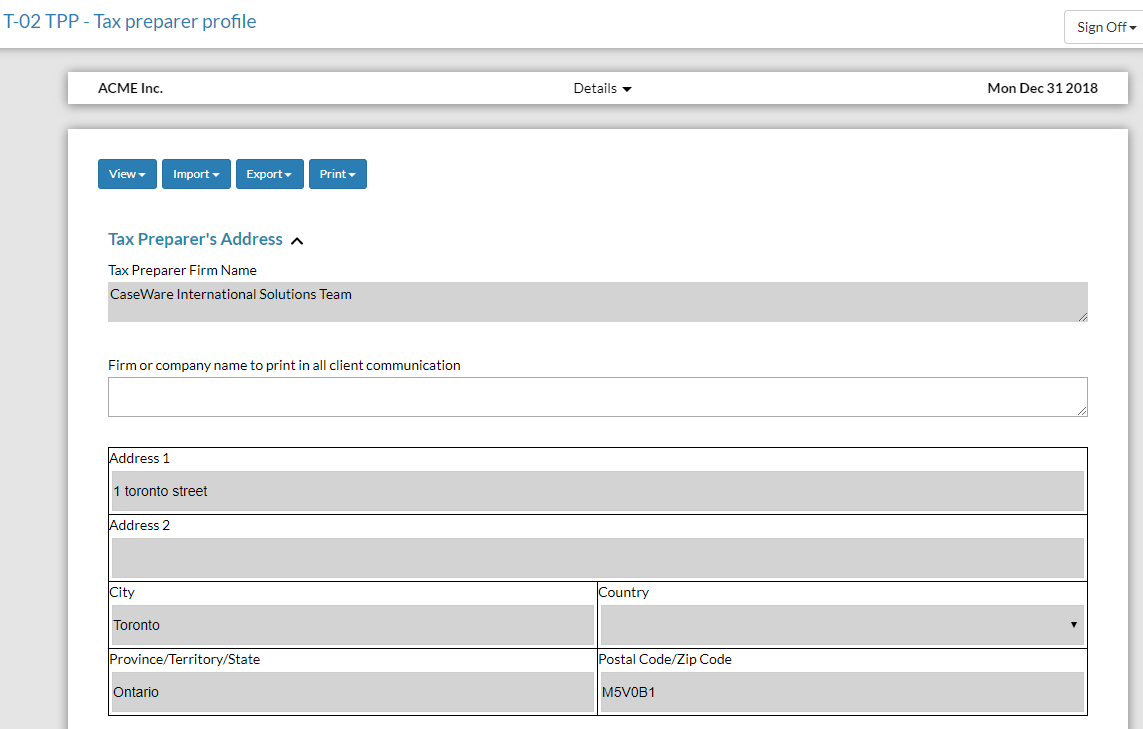 T-02 TPP - Tax preparer profile
Sign Off
ACME Inc. Details Mon Dec 31 2018
View Import Export Print
Tax Preparer's Address
Tax Preparer Firm Name
CaseWare International Solutions Team
Firm or company name to print in all client communication
Address 1
1 toronto street
Address 2
City Country
Toronto
Province/Territory/State Postal Code/Zip Code
Ontario M5V0B1